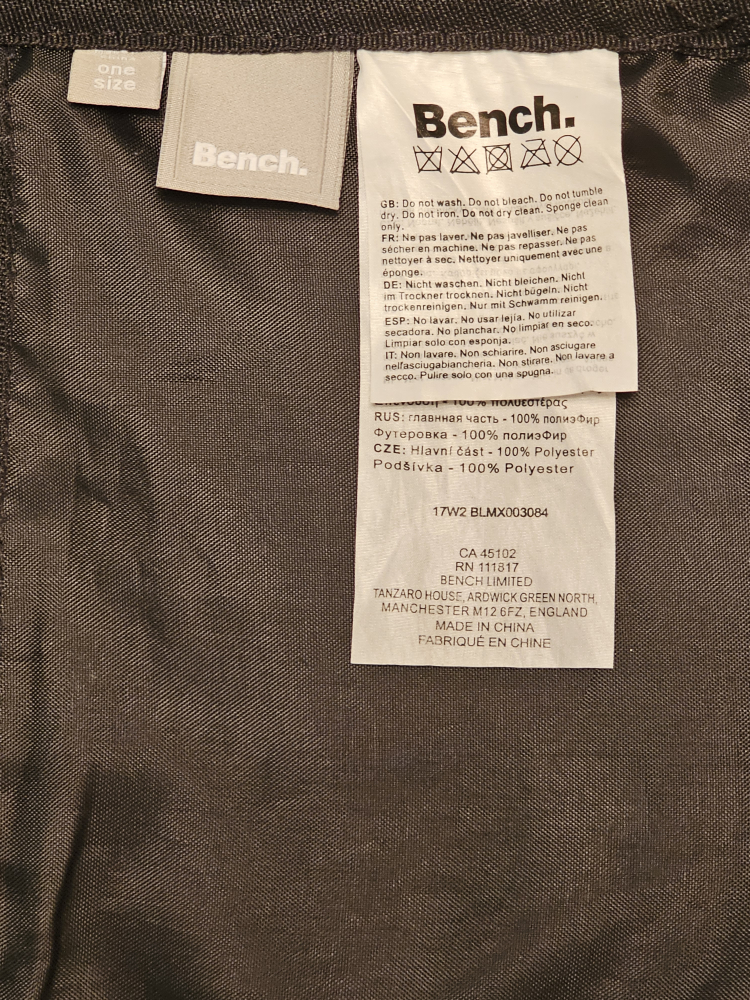 one
size
Bench.
Bench.
GB: Do not wash. Do not bleach. Do not tumble
dry. Do not iron. Do not dry clean. Sponge clean
only.
FR: Ne pas laver. Ne pas javelliser. Ne pas
sécher en machine. Ne pas repasser. Ne pas
nettoyer à sec. Nettoyer uniquement avec une
éponge.
DE: Nicht waschen. Nicht bleichen. Nicht
im Trockner trocknen. Nicht bügeln. Nicht
trockenreinigen. Nur mit Schwamm reinigen.
ESP: No lavar. No usar lejía. No utilizar
secadora. No planchar. No limpiar en seco.
Limpiar solo con esponja.
IT: Non lavare. Non schiarire. Non asciugare
nell'asciugabiancheria. Non stirare. Non lavare a
secco. Pulire solo con una spugna.
- 100% πολυεστέρας
RUS: главнная часть - 100% полиэФир
Футеровка - 100% полиэФир
CZE: Hlavní část - 100% Polyester
Podšívka - 100% Polyester
17W2 BLMX003084
CA 45102
RN 111817
BENCH LIMITED
TANZARO HOUSE, ARDWICK GREEN NORTH,
MANCHESTER M12 6FZ, ENGLAND
MADE IN CHINA
FABRIQUÉ EN CHINE